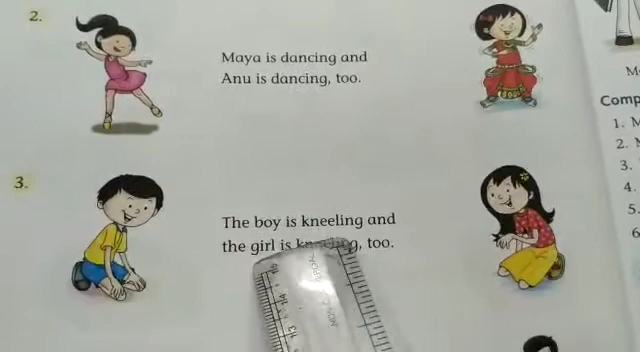 2.
Maya is dancing and
Anu is dancing, too.
3.
The boy is kneeling and
the girl is kneeling, too.
Comp
1.
2.
3.
4.
5.
6